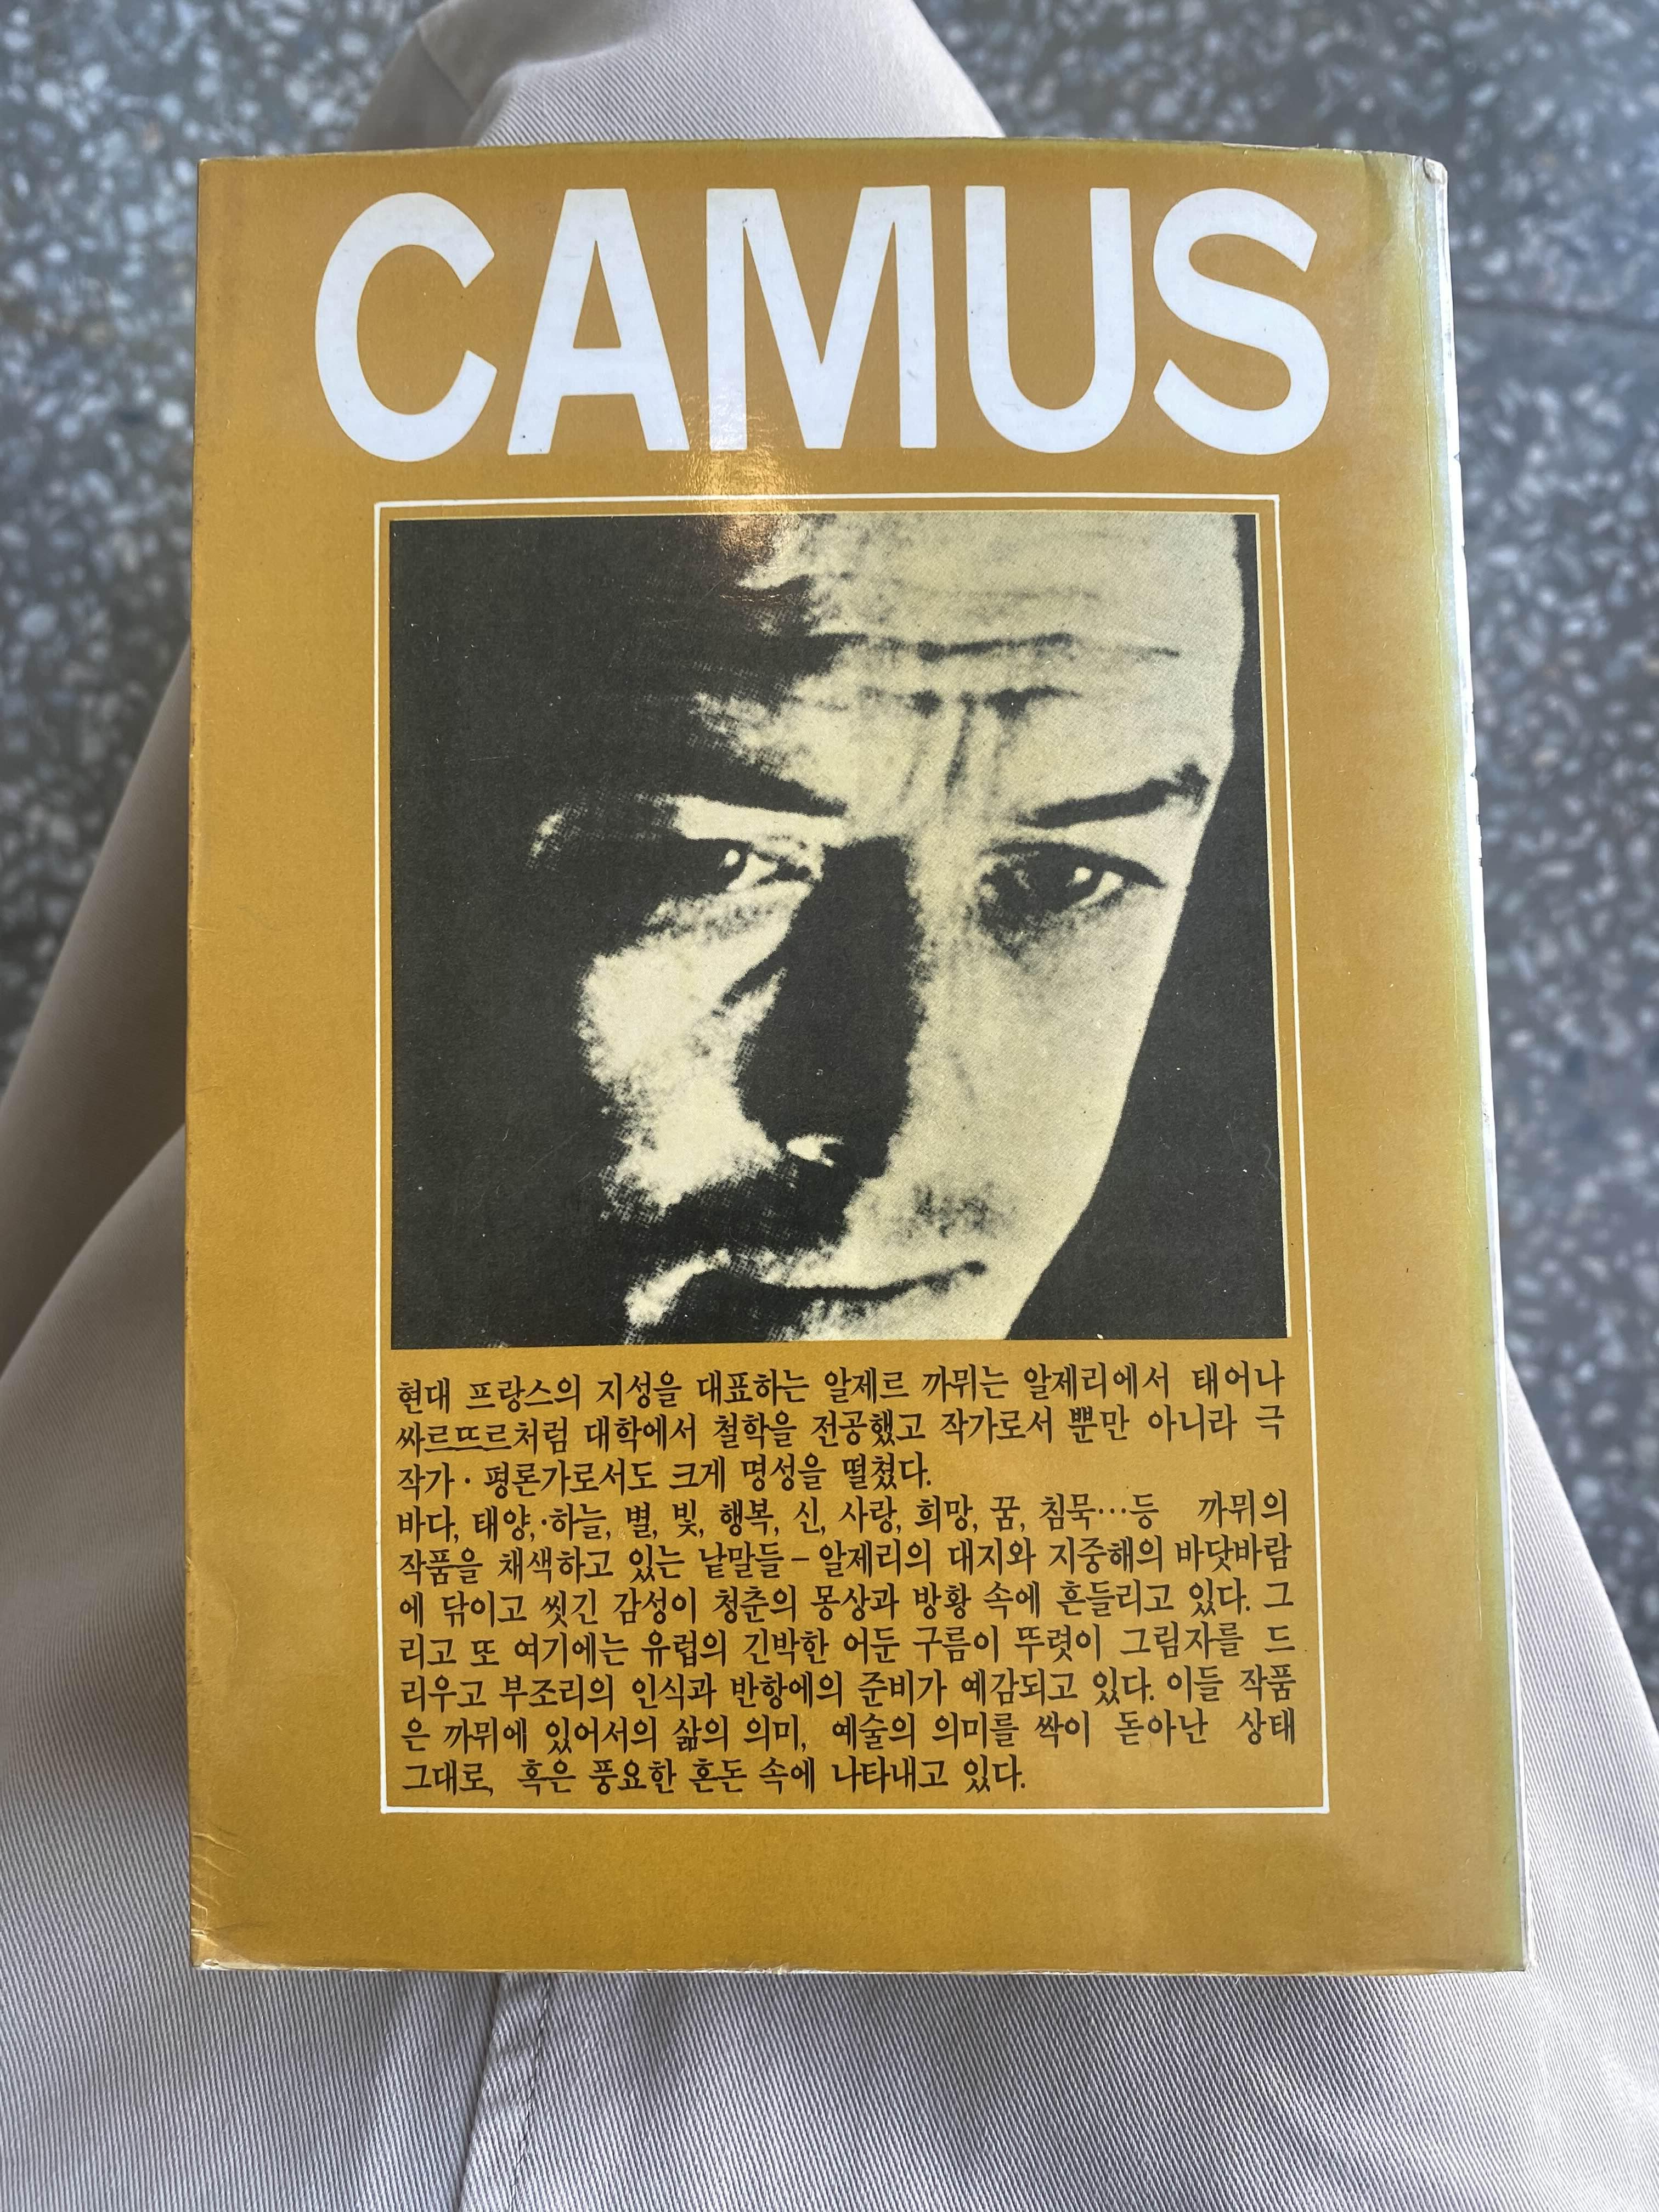 CAMUS
현대 프랑스의 지성을 대표하는 알제르 까뮈는 알제리에서 태어나
싸르뜨르처럼 대학에서 철학을 전공했고 작가로서 뿐만 아니라 극
작가·평론가로서도 크게 명성을 떨쳤다.
바다, 태양,·하늘, 별, 빛, 행복, 신, 사랑, 희망, 꿈, 침묵…등 까뮈의
작품을 채색하고 있는 낱말들-알제리의 대지와 지중해의 바닷바람
에 닦이고 씻긴 감성이 청춘의 몽상과 방황 속에 흔들리고 있다. 그
리고 또 여기에는 유럽의 긴박한 어둔 구름이 뚜렷이 그림자를 드
리우고 부조리의 인식과 반항에의 준비가 예감되고 있다. 이들 작품
은 까뮈에 있어서의 삶의 의미, 예술의 의미를 싹이 돋아난 상태
그대로, 혹은 풍요한 혼돈 속에 나타내고 있다.